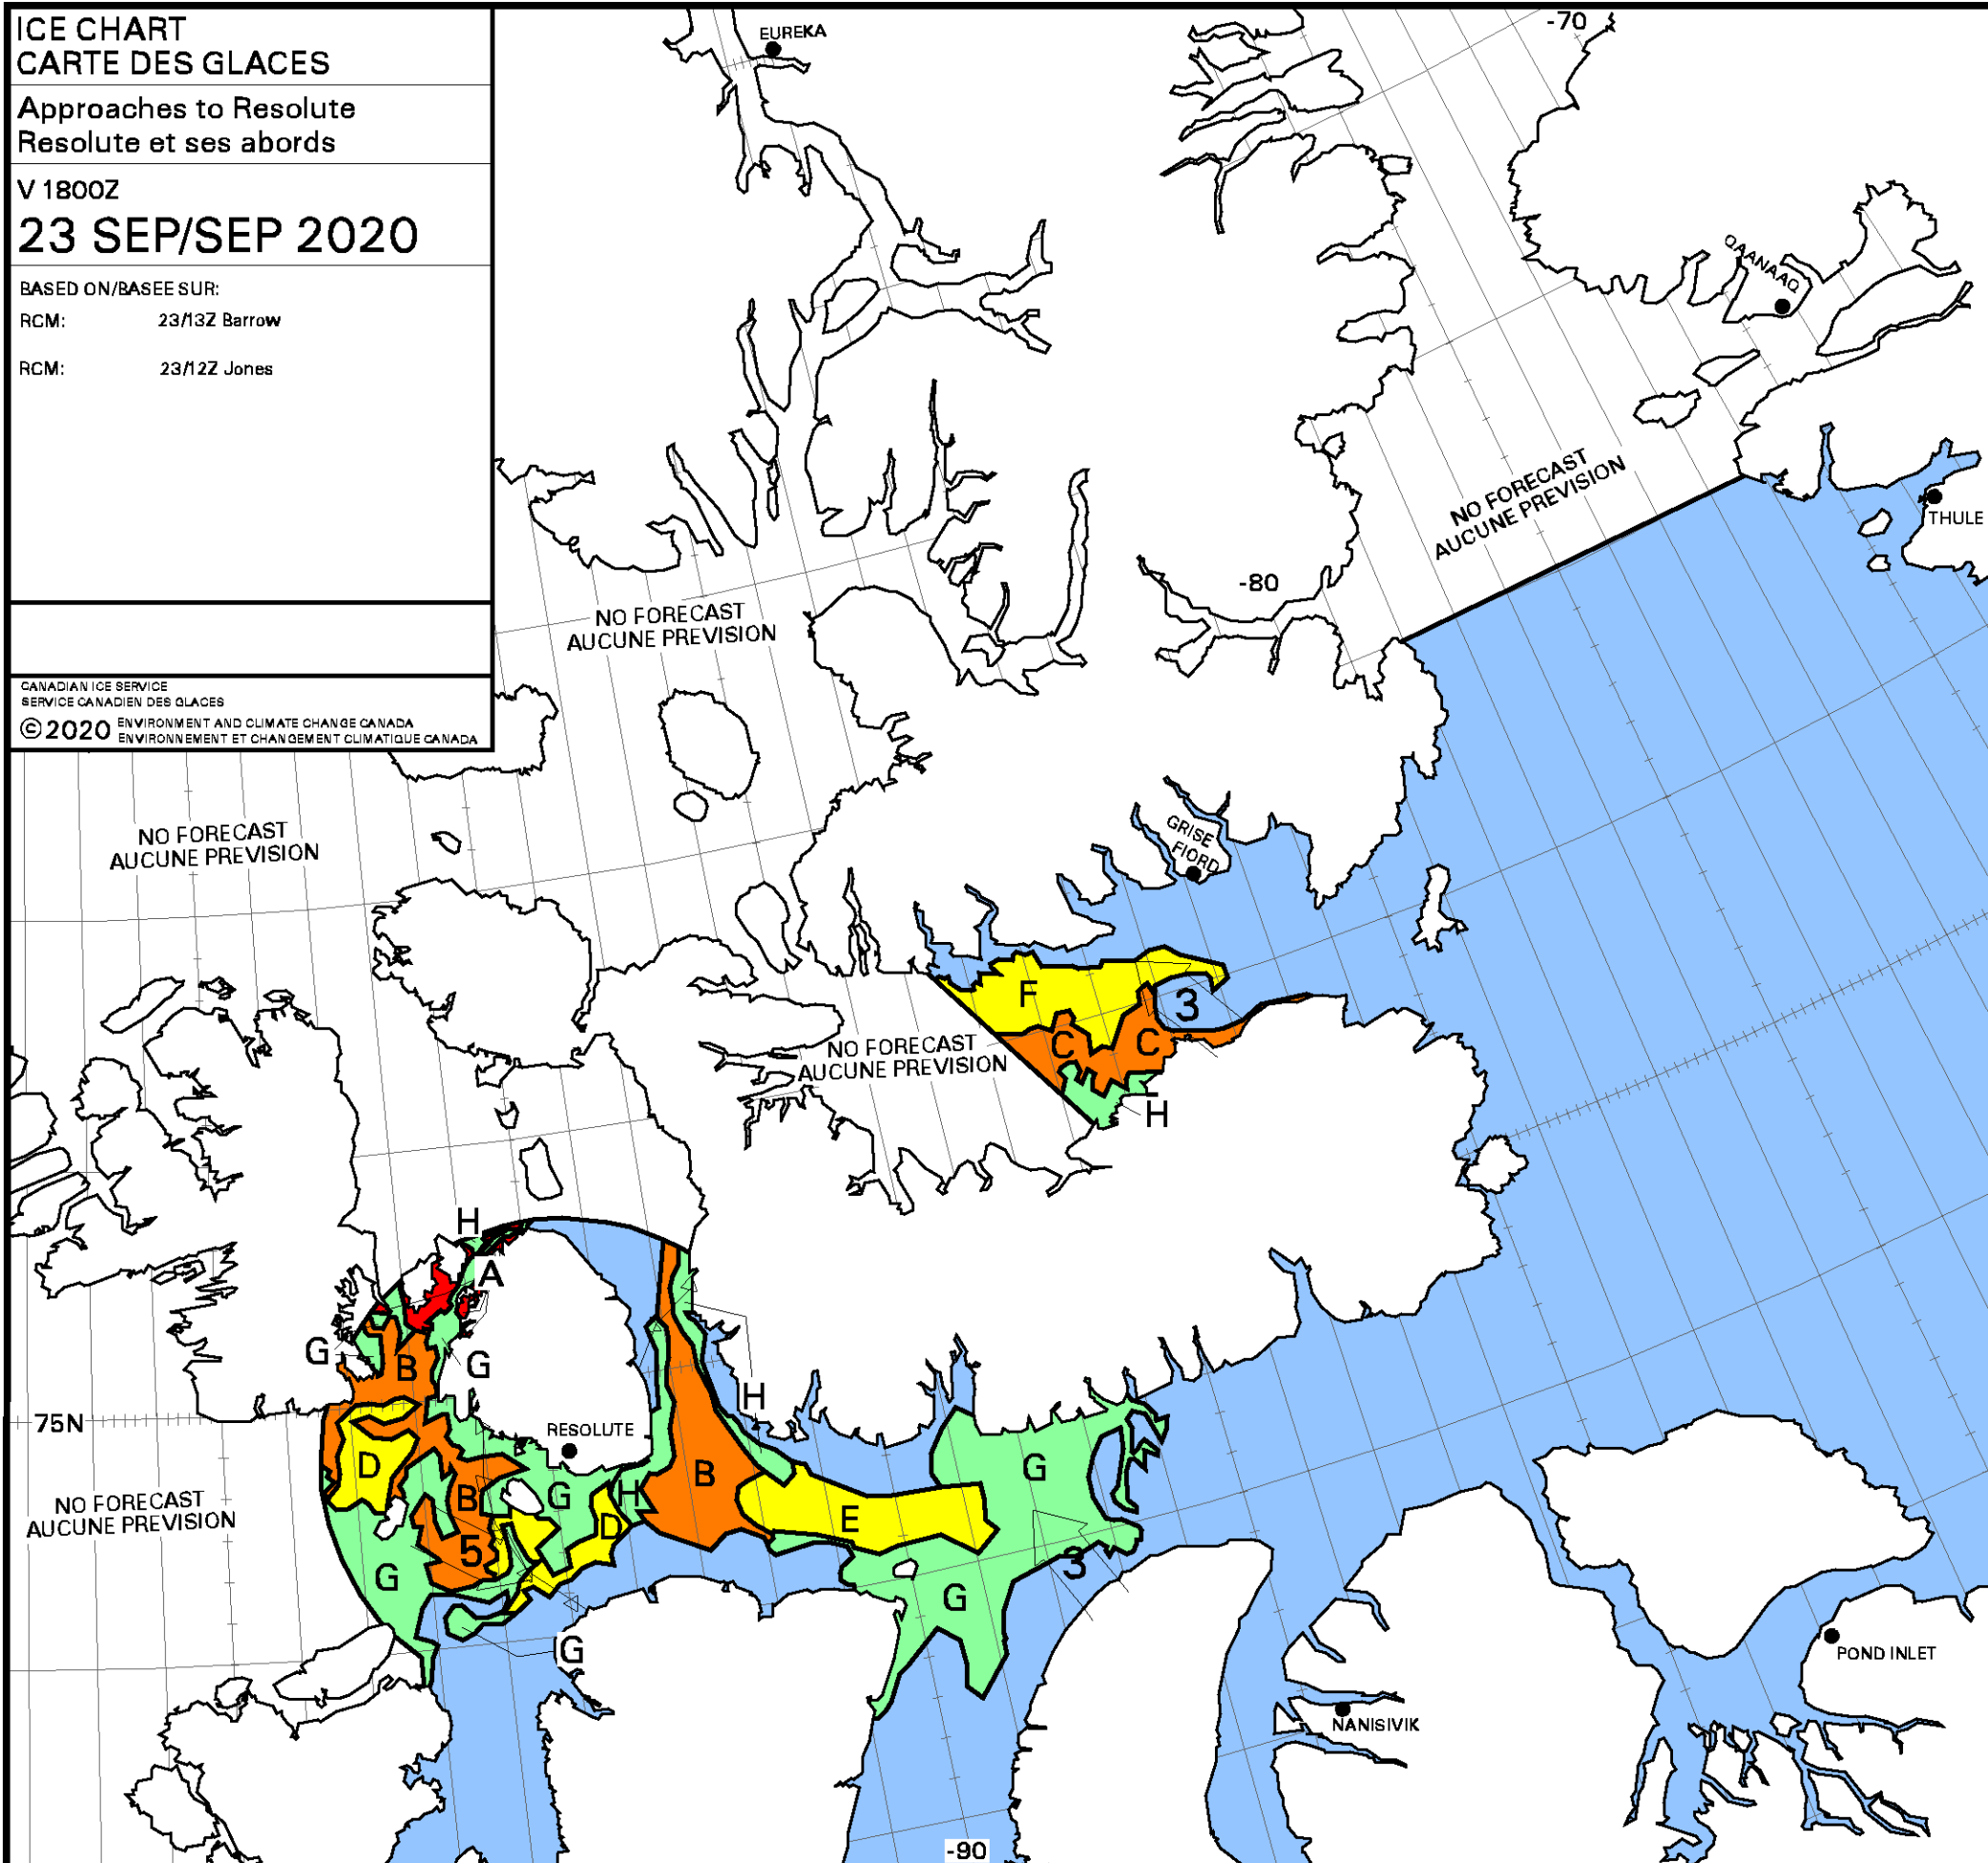 ICE CHART
CARTE DES GLACES
Approaches to Resolute
Resolute et ses abords
V 1800Z
23 SEP/SEP 2020
BASED ON/BASEE SUR:
RCM: 23/13Z Barrow
RCM: 23/12Z Jones
CANADIAN ICE SERVICE
SERVICE CANADIEN DES GLACES
© 2020 ENVIRONMENT AND CLIMATE CHANGE CANADA
ENVIRONNEMENT ET CHANGEMENT CLIMATIQUE CANADA
EUREKA
-70
QAANAAQ
NO FORECAST
AUCUNE PREVISION
THULE
-80
NO FORECAST
AUCUNE PREVISION
NO FORECAST
AUCUNE PREVISION
GRISE
FIORD
F
3
C
C
NO FORECAST
AUCUNE PREVISION
H
H
A
G
B
G
H
75N
RESOLUTE
D
B
G
H
B
G
D
E
5
3
G
G
NO FORECAST
AUCUNE PREVISION
G
POND INLET
NANISIVIK
-90